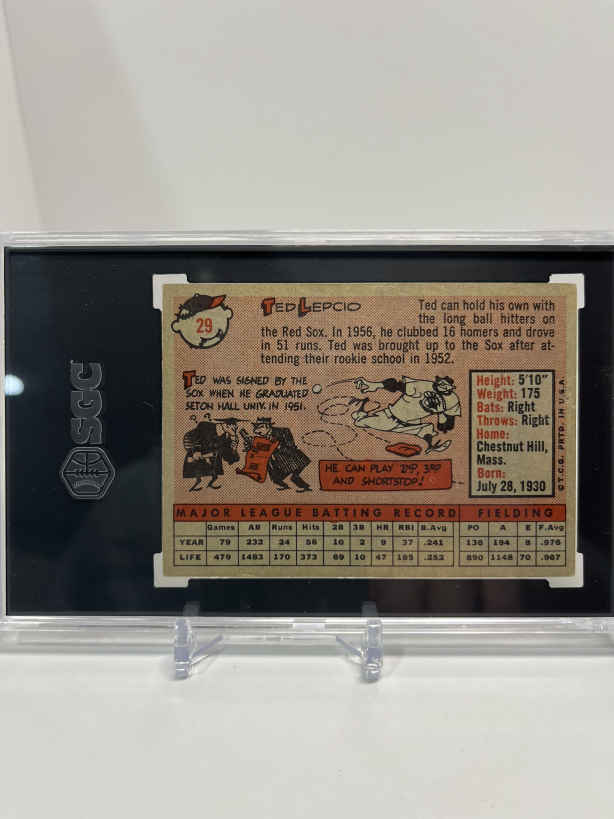 SGC
29
TED LEPCIO
Ted can hold his own with
the long ball hitters on
the Red Sox. In 1956, he clubbed 16 homers and drove
in 51 runs. Ted was brought up to the Sox after at-
tending their rookie school in 1952.
TED WAS SIGNED BY THE
SOX WHEN HE GRADUATED
SETON HALL UNIV. IN 1951.
HE CAN PLAY 2ND, 3RD
AND SHORTSTOP!
Height: 5'10"
Weight: 175
Bats: Right
Throws: Right
Home:
Chestnut Hill,
Mass.
Born:
July 28, 1930
© T.C.G. PRTD. IN U.S.A.
MAJOR LEAGUE BATTING RECORD FIELDING
Games AB Runs Hits 2B 3B HR RBI B.Avg PO A E F.Avg
YEAR 79 232 24 56 10 2 9 37 .241 136 194 8 .976
LIFE 479 1483 170 373 69 10 47 185 .252 890 1148 70 .967